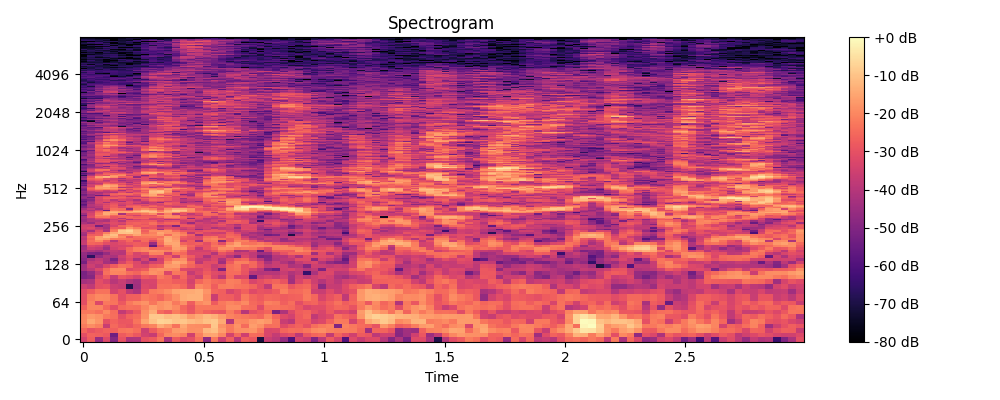 Spectrogram
Hz
4096
2048
1024
512
256
128
64
0
0
0.5
1
1.5
2
2.5
Time
+0 dB
-10 dB
-20 dB
-30 dB
-40 dB
-50 dB
-60 dB
-70 dB
-80 dB